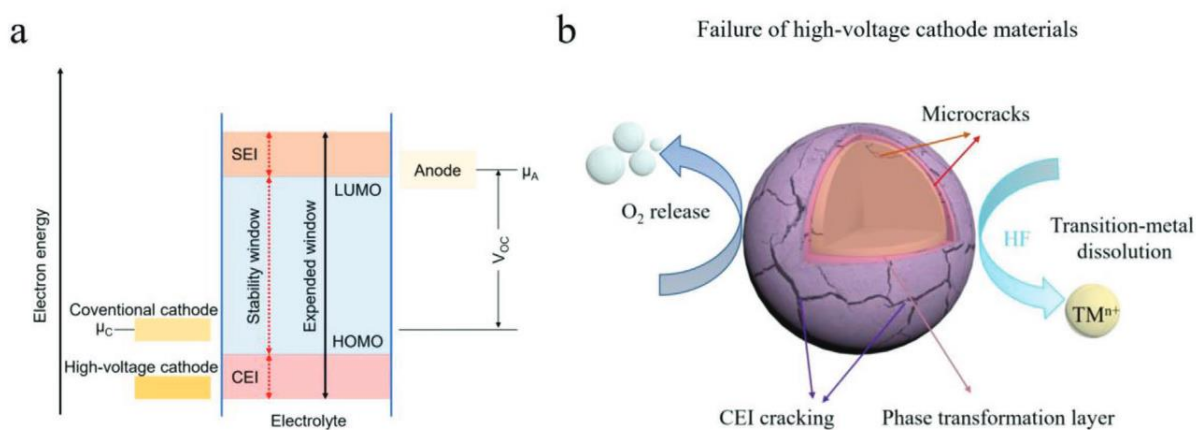 a
Electron energy
SEI
LUMO
Stability window
Expended window
HOMO
CEI
Electrolyte
Anode
μA
VOC
Coventional cathode
μC
High-voltage cathode
b
Failure of high-voltage cathode materials
Microcracks
O₂ release
HF
Transition-metal
dissolution
TMⁿ⁺
CEI cracking
Phase transformation layer